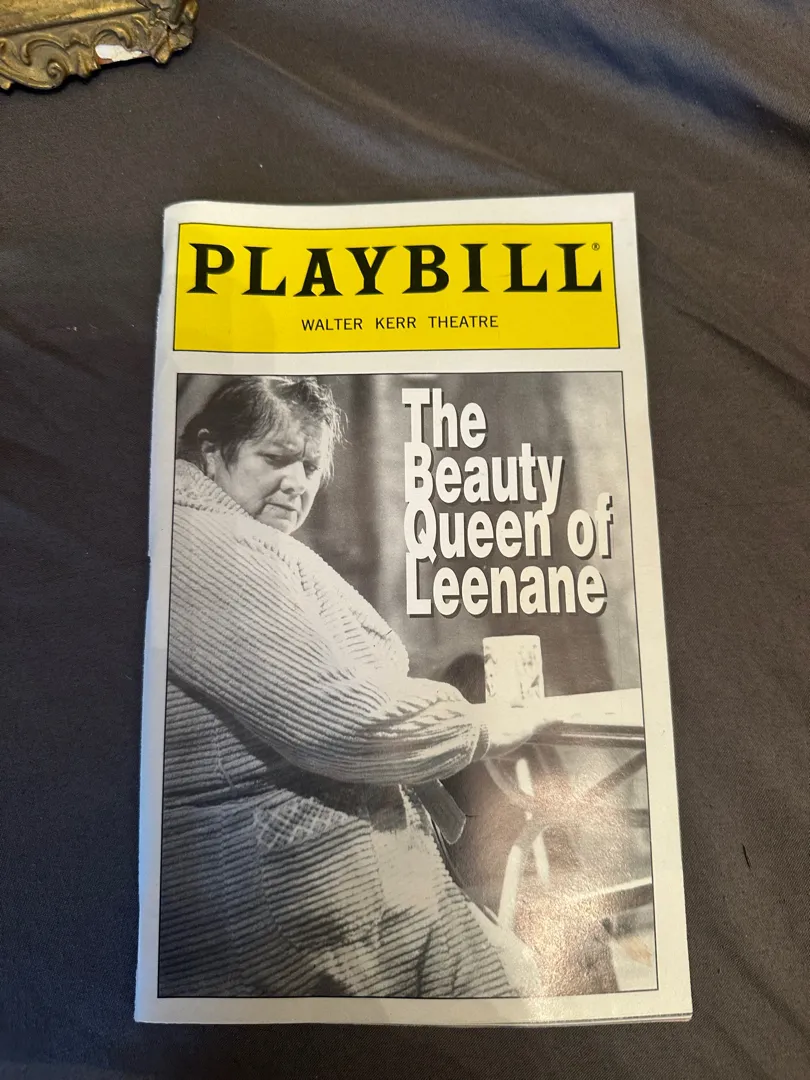 PLAYBILL®
WALTER KERR THEATRE
The
Beauty
Queen of
Leenane